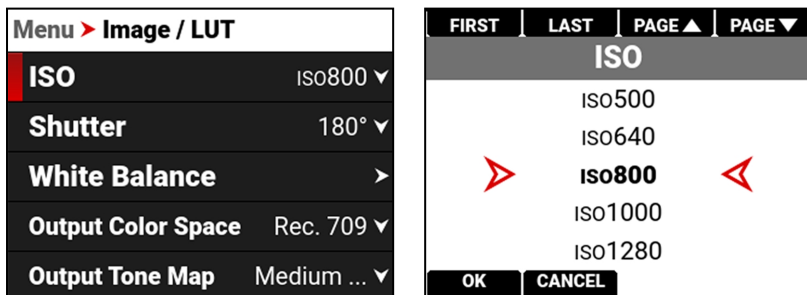 Menu > Image / LUT
ISO ISO800
Shutter 180°
White Balance
Output Color Space Rec. 709
Output Tone Map Medium ...
FIRST LAST PAGE▲ PAGE▼
ISO
ISO500
ISO640
ISO800
ISO1000
ISO1280
OK CANCEL